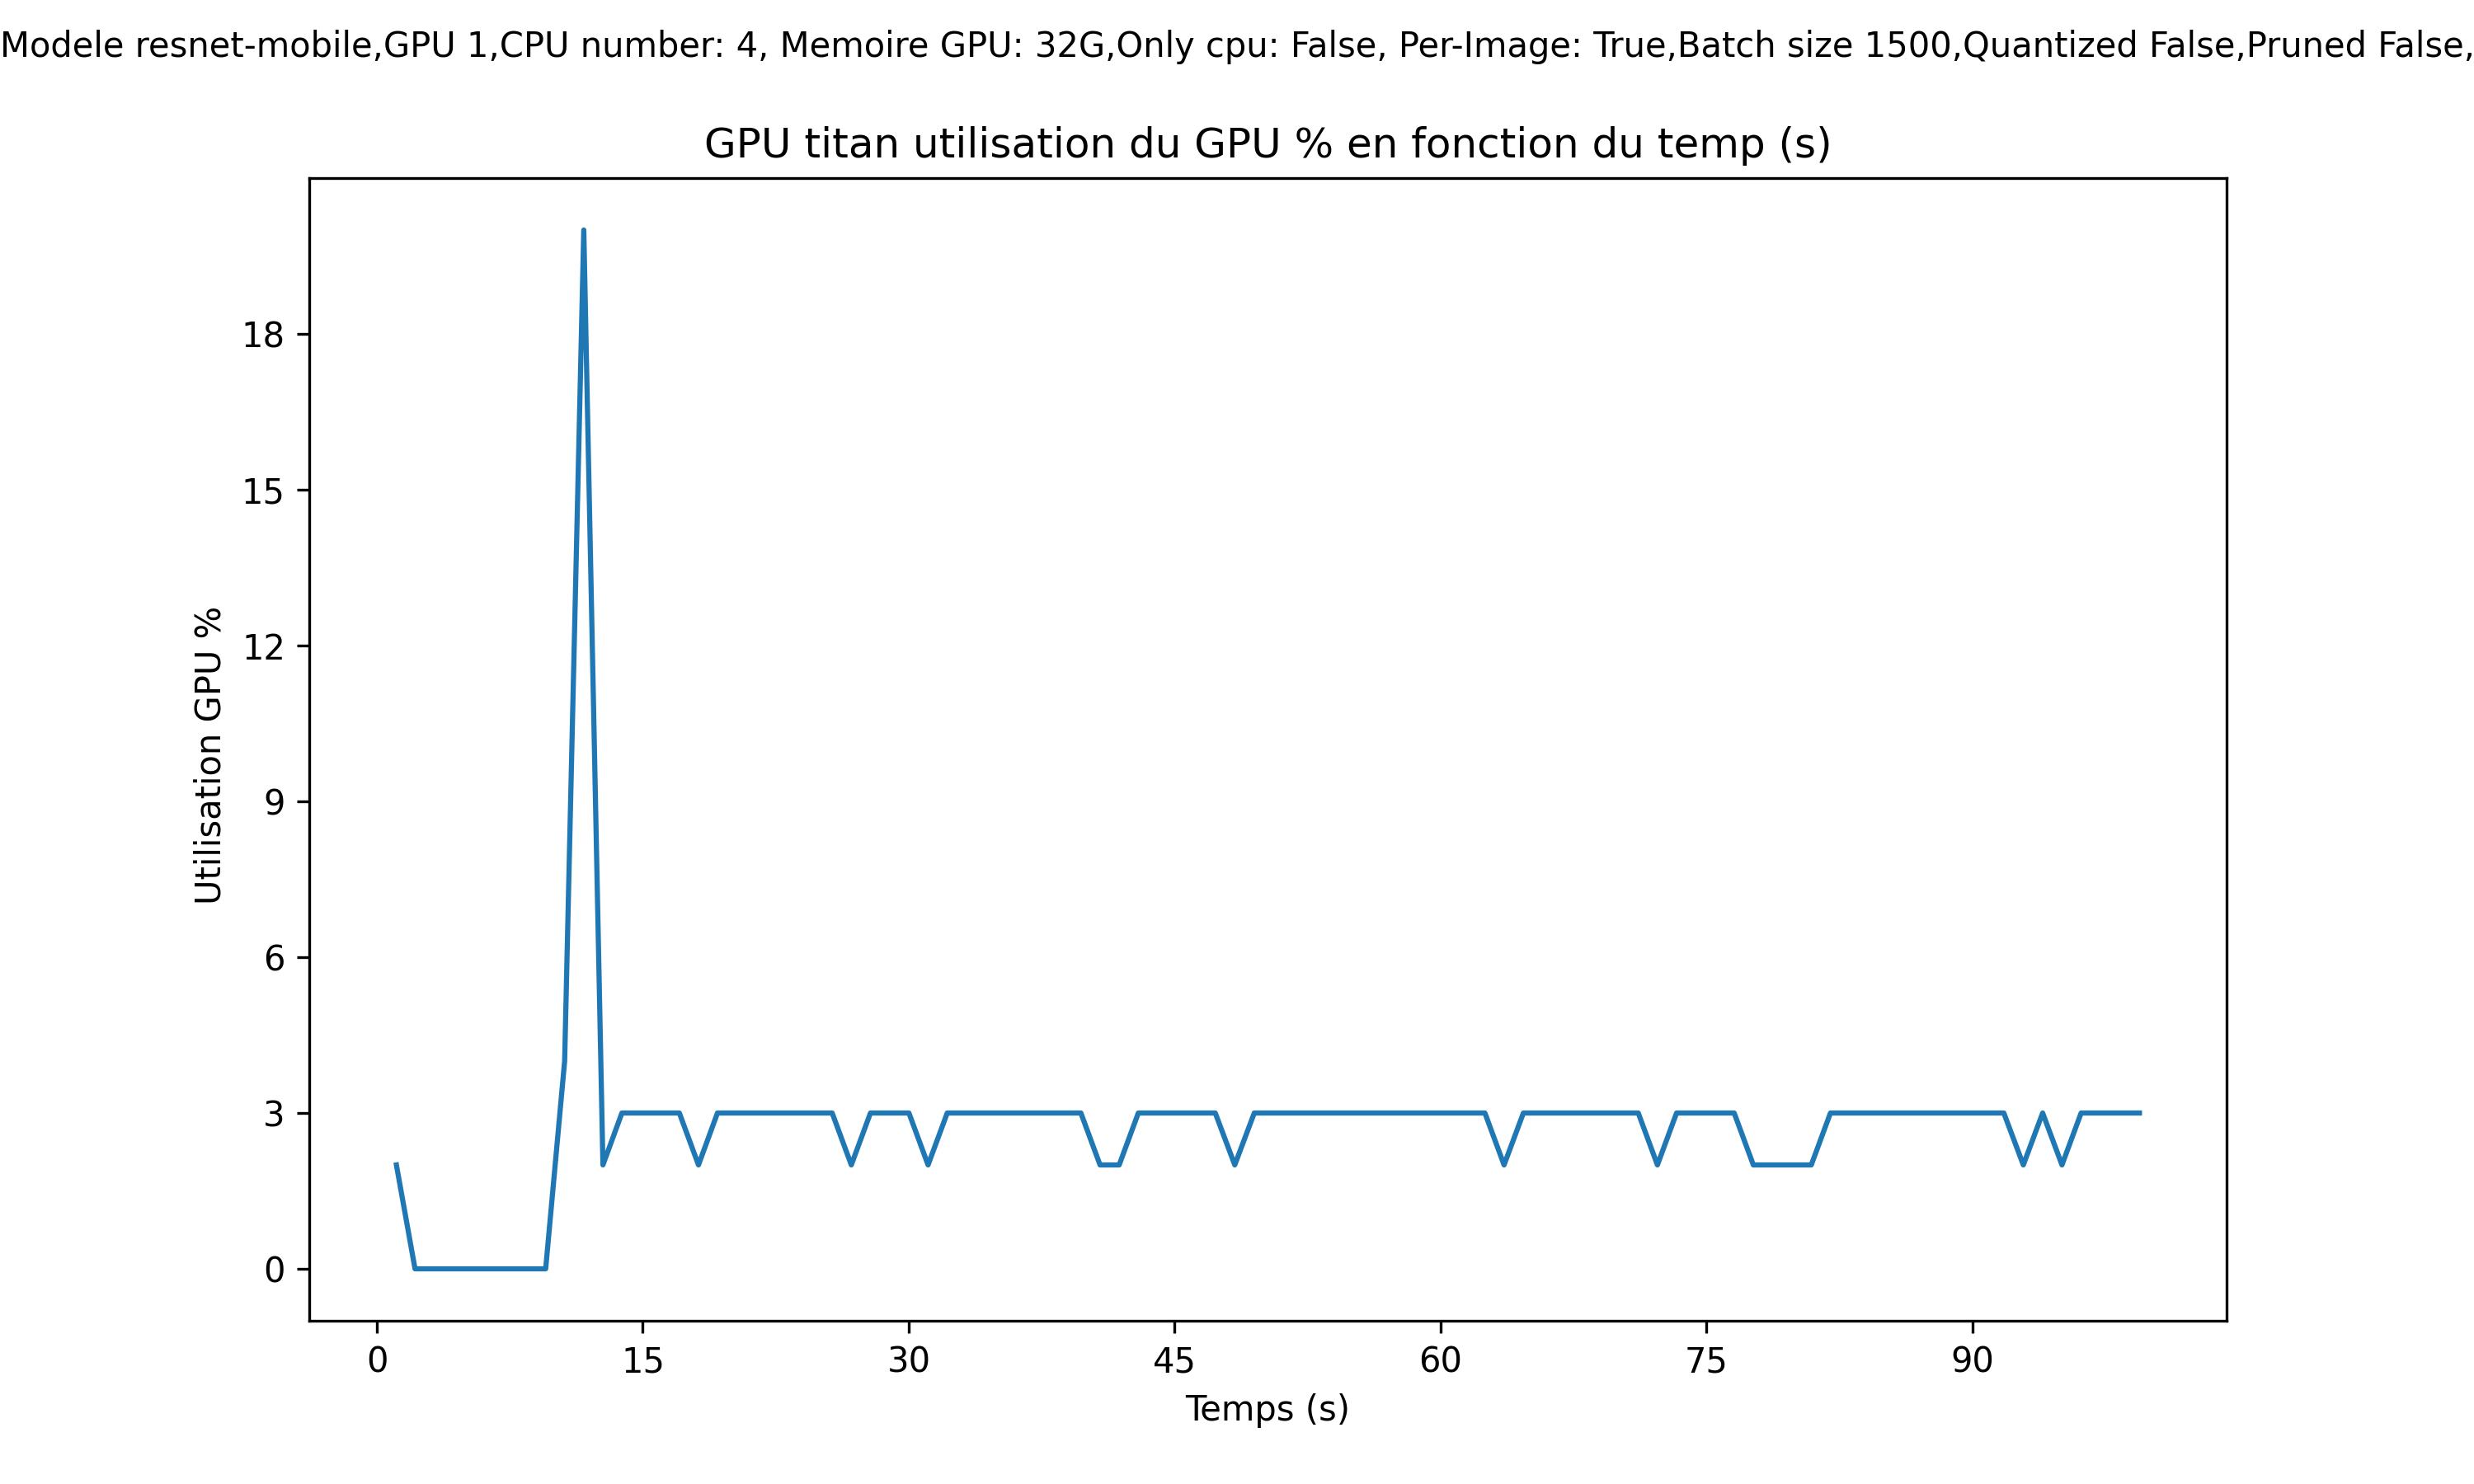 Modele resnet-mobile,GPU 1,CPU number: 4, Memoire GPU: 32G,Only cpu: False, Per-Image: True,Batch size 1500,Quantized False,Pruned False,
GPU titan utilisation du GPU % en fonction du temp (s)
Utilisation GPU %
18
15
12
9
6
3
0
0 15 30 45 60 75 90
Temps (s)